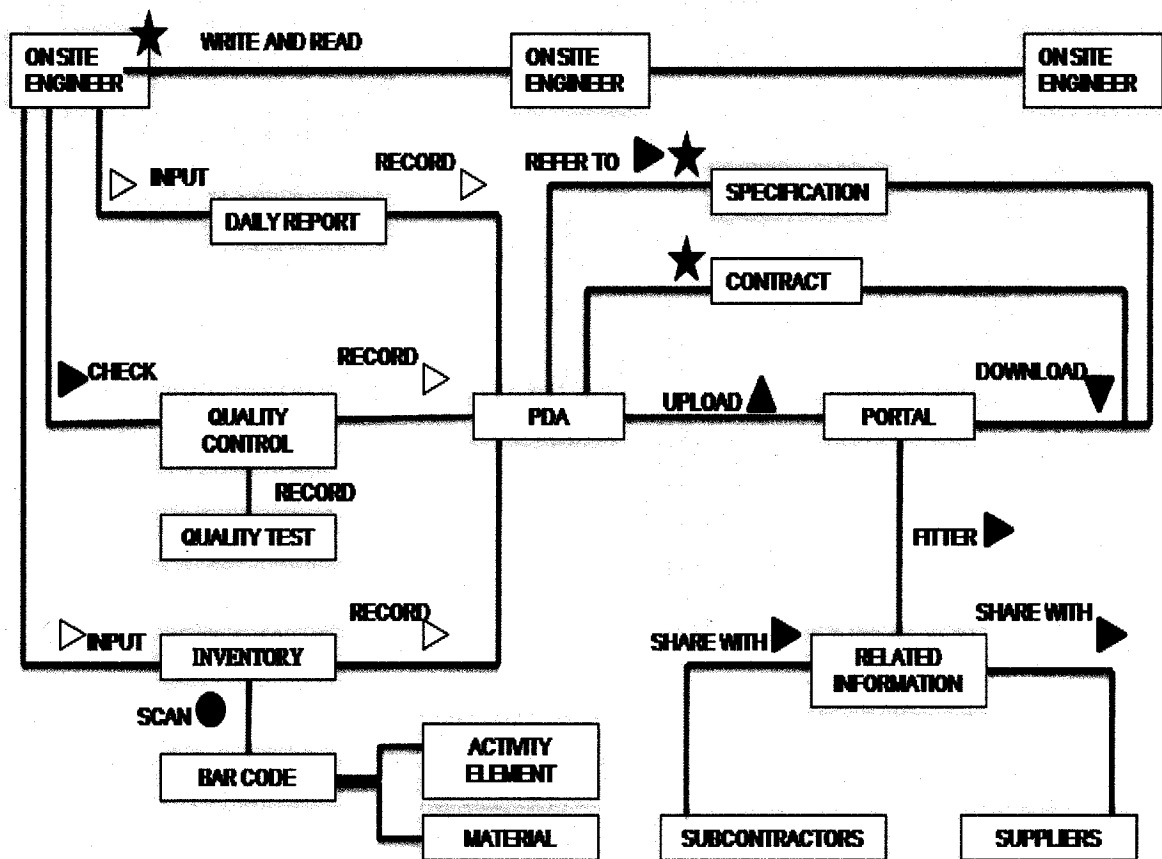 WRITE AND READ
ON SITE
ENGINEER
ON SITE
ENGINEER
ON SITE
ENGINEER
INPUT
RECORD
REFER TO
SPECIFICATION
DAILY REPORT
CONTRACT
CHECK
RECORD
DOWNLOAD
QUALITY
CONTROL
PDA
UPLOAD
PORTAL
RECORD
QUALITY TEST
FITTER
INPUT
RECORD
INVENTORY
SHARE WITH
SHARE WITH
RELATED
INFORMATION
SCAN
BAR CODE
ACTIVITY
ELEMENT
MATERIAL
SUBCONTRACTORS
SUPPLIERS